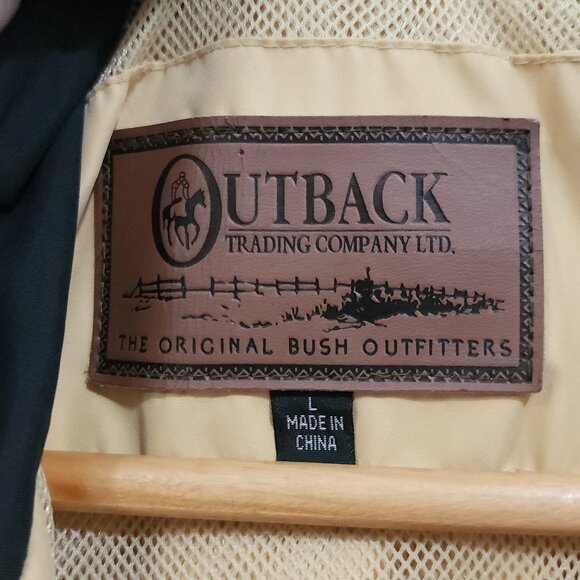 OUTBACK
TRADING COMPANY LTD.
THE ORIGINAL BUSH OUTFITTERS
L
MADE IN
CHINA